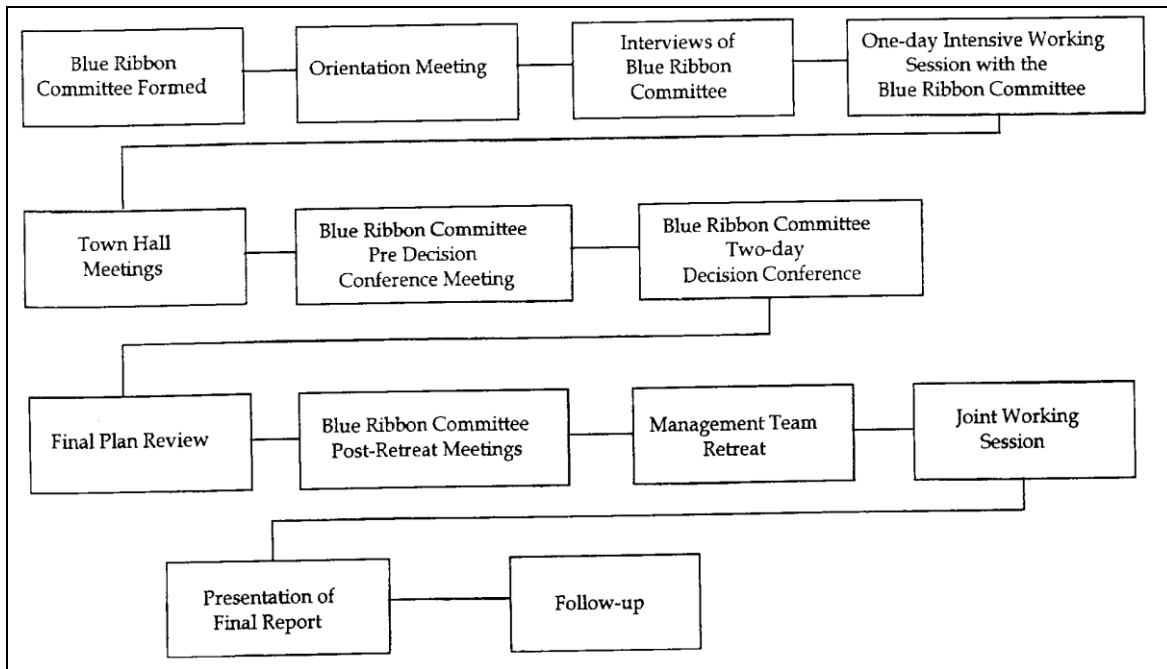 Blue Ribbon
Committee Formed
Orientation Meeting
Interviews of
Blue Ribbon
Committee
One-day Intensive Working
Session with the
Blue Ribbon Committee
Town Hall
Meetings
Blue Ribbon Committee
Pre Decision
Conference Meeting
Blue Ribbon Committee
Two-day
Decision Conference
Final Plan Review
Blue Ribbon Committee
Post-Retreat Meetings
Management Team
Retreat
Joint Working
Session
Presentation of
Final Report
Follow-up